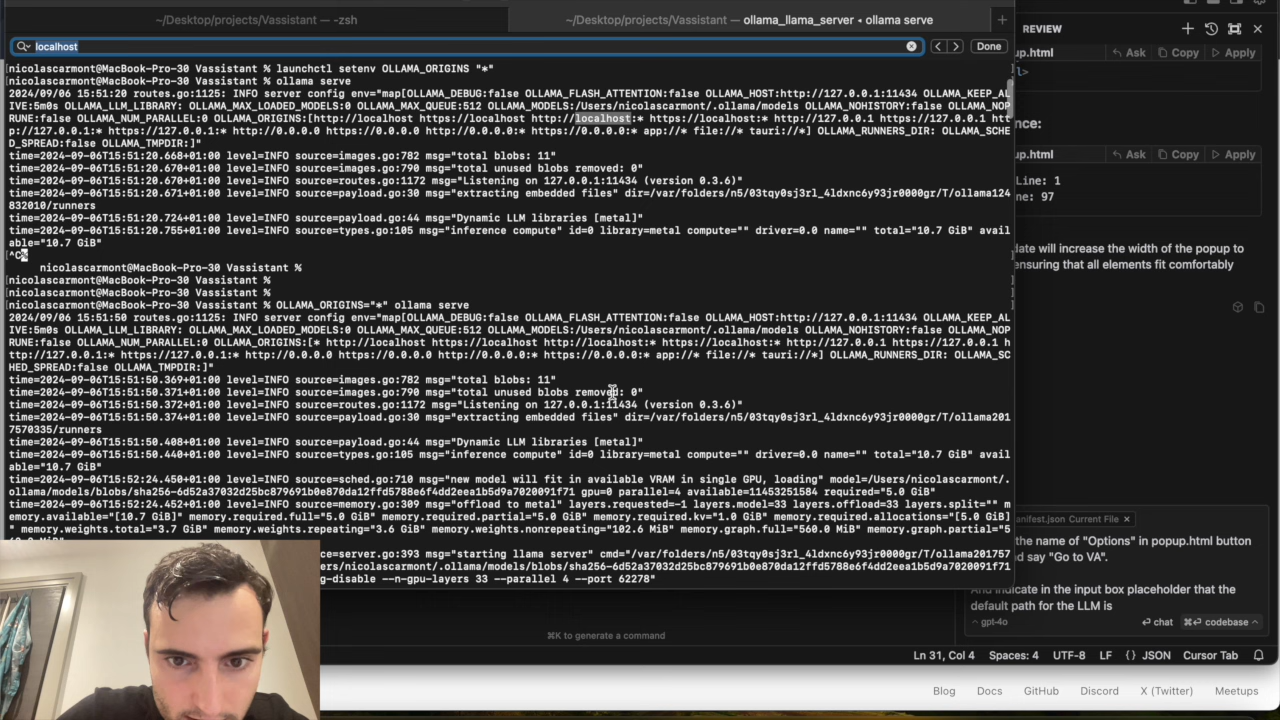 ~/Desktop/projects/Vassistant — -zsh
~/Desktop/projects/Vassistant — ollama_llama_server ◂ ollama serve
+
localhost
Done
[nicolascarmont@MacBook-Pro-30 Vassistant % launchctl setenv OLLAMA_ORIGINS "*"
[nicolascarmont@MacBook-Pro-30 Vassistant % ollama serve
2024/09/06 15:51:20 routes.go:1125: INFO server config env="map[OLLAMA_DEBUG:false OLLAMA_FLASH_ATTENTION:false OLLAMA_HOST:http://127.0.0.1:11434 OLLAMA_KEEP_AL
IVE:5m0s OLLAMA_LLM_LIBRARY: OLLAMA_MAX_LOADED_MODELS:0 OLLAMA_MAX_QUEUE:512 OLLAMA_MODELS:/Users/nicolascarmont/.ollama/models OLLAMA_NOHISTORY:false OLLAMA_NOP
RUNE:false OLLAMA_NUM_PARALLEL:0 OLLAMA_ORIGINS:[http://localhost https://localhost http://localhost:* https://localhost:* http://127.0.0.1 https://127.0.0.1 htt
p://127.0.0.1:* https://127.0.0.1:* http://0.0.0.0 https://0.0.0.0 http://0.0.0.0:* https://0.0.0.0:* app://* file://* tauri://*] OLLAMA_RUNNERS_DIR: OLLAMA_SCHE
D_SPREAD:false OLLAMA_TMPDIR:]"
time=2024-09-06T15:51:20.668+01:00 level=INFO source=images.go:782 msg="total blobs: 11"
time=2024-09-06T15:51:20.670+01:00 level=INFO source=images.go:790 msg="total unused blobs removed: 0"
time=2024-09-06T15:51:20.670+01:00 level=INFO source=routes.go:1172 msg="Listening on 127.0.0.1:11434 (version 0.3.6)"
time=2024-09-06T15:51:20.671+01:00 level=INFO source=payload.go:30 msg="extracting embedded files" dir=/var/folders/n5/03tqy0sj3rl_4ldxnc6y93jr0000gr/T/ollama124
832010/runners
time=2024-09-06T15:51:20.724+01:00 level=INFO source=payload.go:44 msg="Dynamic LLM libraries [metal]"
time=2024-09-06T15:51:20.755+01:00 level=INFO source=types.go:105 msg="inference compute" id=0 library=metal compute="" driver=0.0 name="" total="10.7 GiB" avail
able="10.7 GiB"
[^C%
nicolascarmont@MacBook-Pro-30 Vassistant %
[nicolascarmont@MacBook-Pro-30 Vassistant %
[nicolascarmont@MacBook-Pro-30 Vassistant %
[nicolascarmont@MacBook-Pro-30 Vassistant % OLLAMA_ORIGINS="*" ollama serve
2024/09/06 15:51:50 routes.go:1125: INFO server config env="map[OLLAMA_DEBUG:false OLLAMA_FLASH_ATTENTION:false OLLAMA_HOST:http://127.0.0.1:11434 OLLAMA_KEEP_AL
IVE:5m0s OLLAMA_LLM_LIBRARY: OLLAMA_MAX_LOADED_MODELS:0 OLLAMA_MAX_QUEUE:512 OLLAMA_MODELS:/Users/nicolascarmont/.ollama/models OLLAMA_NOHISTORY:false OLLAMA_NOP
RUNE:false OLLAMA_NUM_PARALLEL:0 OLLAMA_ORIGINS:[* http://localhost https://localhost http://localhost:* https://localhost:* http://127.0.0.1 https://127.0.0.1 h
ttp://127.0.0.1:* https://127.0.0.1:* http://0.0.0.0 https://0.0.0.0 http://0.0.0.0:* https://0.0.0.0:* app://* file://* tauri://*] OLLAMA_RUNNERS_DIR: OLLAMA_SC
HED_SPREAD:false OLLAMA_TMPDIR:]"
time=2024-09-06T15:51:50.369+01:00 level=INFO source=images.go:782 msg="total blobs: 11"
time=2024-09-06T15:51:50.371+01:00 level=INFO source=images.go:790 msg="total unused blobs removed: 0"
time=2024-09-06T15:51:50.372+01:00 level=INFO source=routes.go:1172 msg="Listening on 127.0.0.1:11434 (version 0.3.6)"
time=2024-09-06T15:51:50.374+01:00 level=INFO source=payload.go:30 msg="extracting embedded files" dir=/var/folders/n5/03tqy0sj3rl_4ldxnc6y93jr0000gr/T/ollama201
7570335/runners
time=2024-09-06T15:51:50.408+01:00 level=INFO source=payload.go:44 msg="Dynamic LLM libraries [metal]"
time=2024-09-06T15:51:50.440+01:00 level=INFO source=types.go:105 msg="inference compute" id=0 library=metal compute="" driver=0.0 name="" total="10.7 GiB" avail
able="10.7 GiB"
time=2024-09-06T15:52:24.450+01:00 level=INFO source=sched.go:710 msg="new model will fit in available VRAM in single GPU, loading" model=/Users/nicolascarmont/.
ollama/models/blobs/sha256-6d52a37032d25bc879691b0e870da12ffd5788e6f4dd2eea1b5d9a7020091f71 gpu=0 parallel=4 available=11453251584 required="5.0 GiB"
time=2024-09-06T15:52:24.450+01:00 level=INFO source=memory.go:309 msg="offload to metal" layers.requested=-1 layers.model=33 layers.offload=33 layers.split="" m
emory.available="[10.7 GiB]" memory.required.full="5.0 GiB" memory.required.partial="5.0 GiB" memory.required.kv="1.0 GiB" memory.required.allocations="[5.0 GiB]
" memory.weights.total="3.7 GiB" memory.weights.repeating="3.6 GiB" memory.weights.nonrepeating="102.6 MiB" memory.graph.full="560.0 MiB" memory.graph.partial="5
=server.go:393 msg="starting llama server" cmd="/var/folders/n5/03tqy0sj3rl_4ldxnc6y93jr0000gr/T/ollama201757
ers/nicolascarmont/.ollama/models/blobs/sha256-6d52a37032d25bc879691b0e870da12ffd5788e6f4dd2eea1b5d9a7020091f71
g-disable --n-gpu-layers 33 --parallel 4 --port 62278"
⌘K to generate a command
REVIEW
up.html
Ask
Copy
Apply
l>
nce:
up.html
Ask
Copy
Apply
Line: 1
ne: 97
date will increase the width of the popup to
ensuring that all elements fit comfortably
anifest.json Current File ×
the name of "Options" in popup.html button
and say "Go to VA".
And indicate in the input box placeholder that the
default path for the LLM is
^ gpt-4o
chat
⌘⏎ codebase
Ln 31, Col 4
Spaces: 4
UTF-8
LF
{} JSON
Cursor Tab
Blog
Docs
GitHub
Discord
X (Twitter)
Meetups